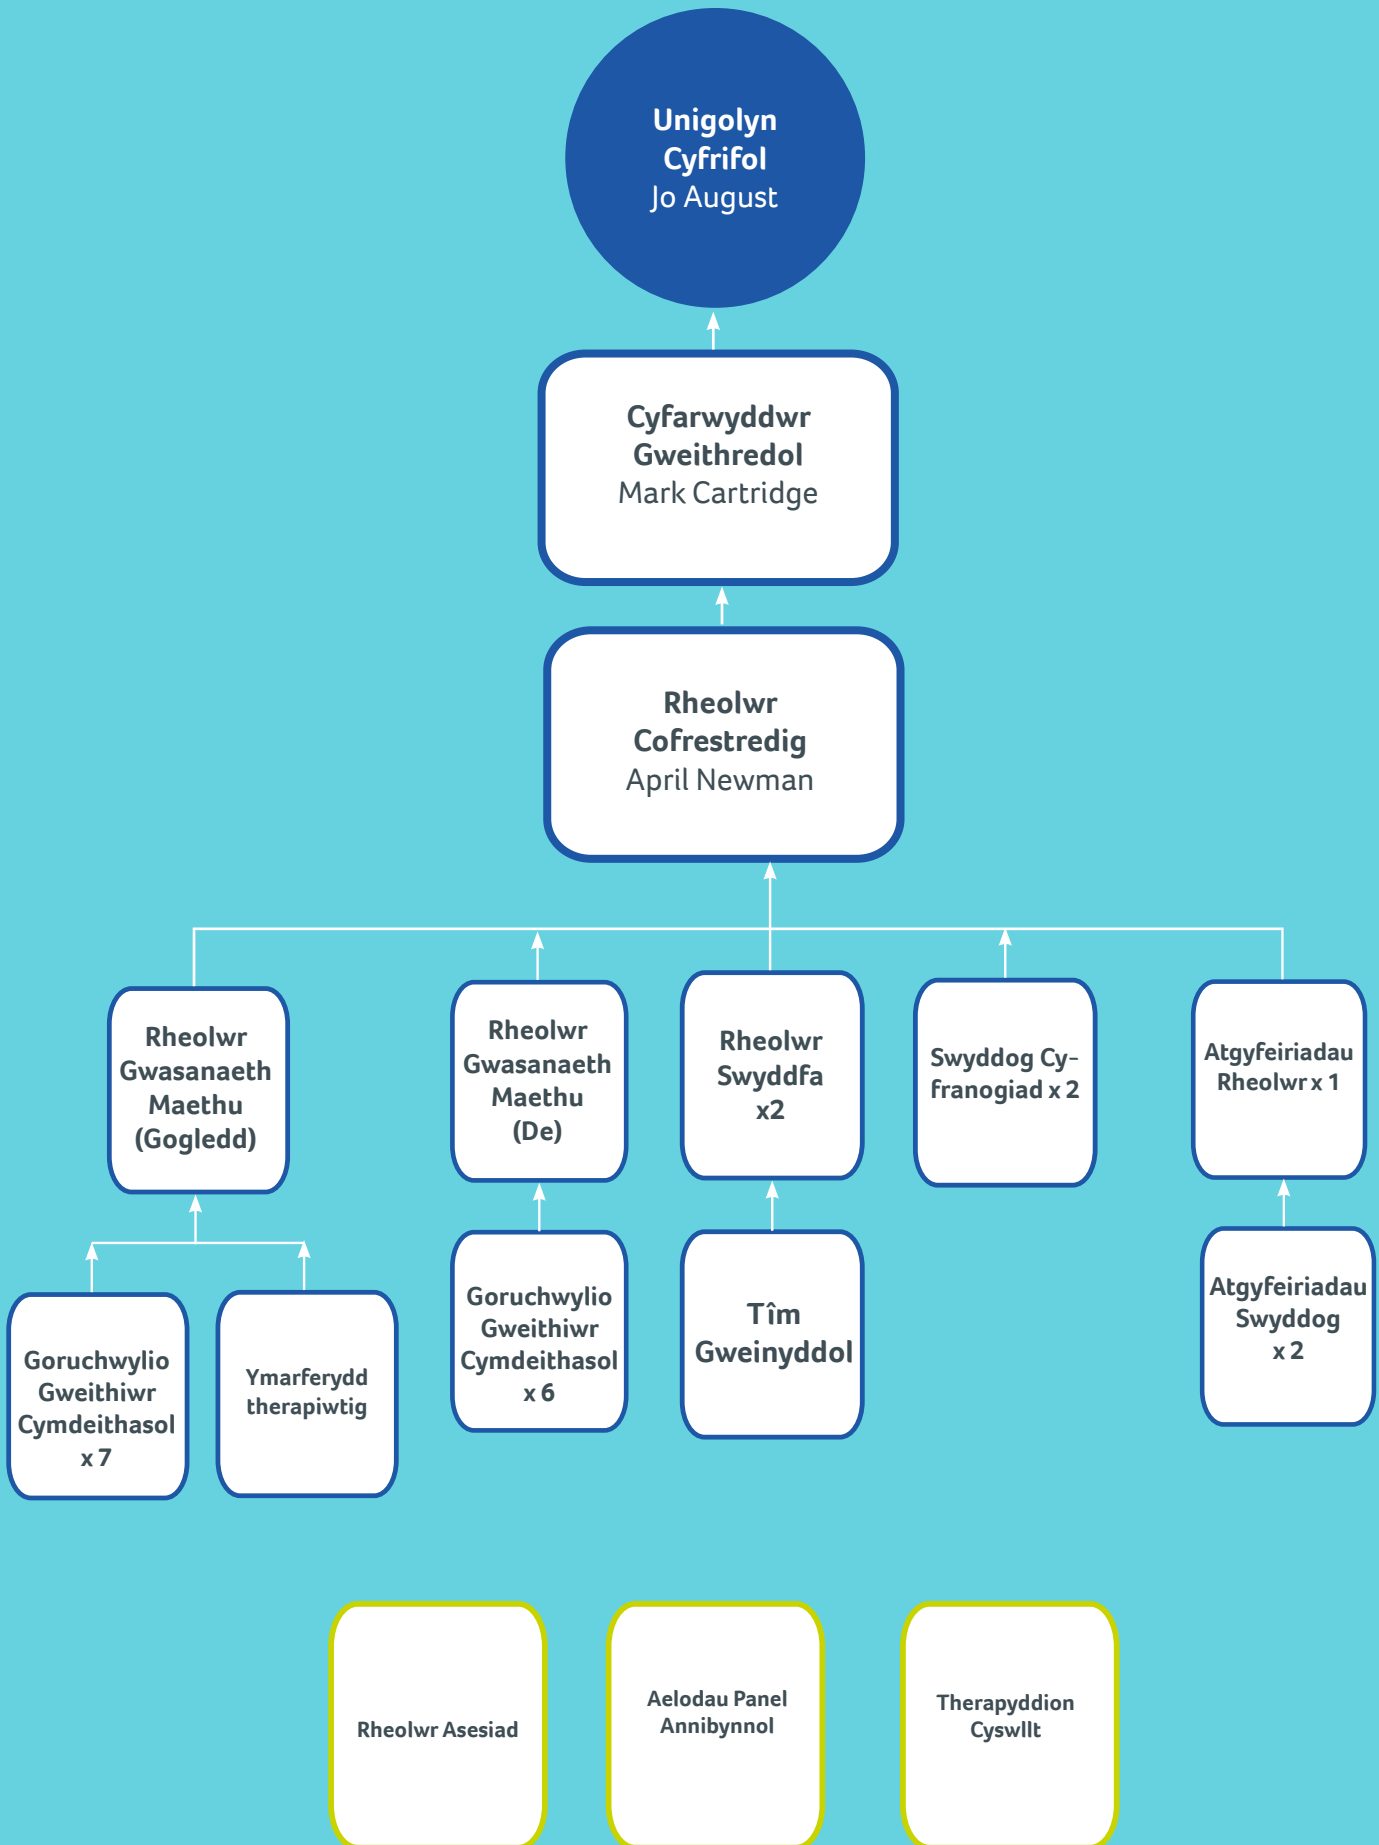 Unigolyn
Cyfrifol
Jo August
Cyfarwyddwr
Gweithredol
Mark Cartridge
Rheolwr
Cofrestredig
April Newman
Rheolwr
Gwasanaeth
Maethu
(Gogledd)
Rheolwr
Gwasanaeth
Maethu
(De)
Rheolwr
Swyddfa
x2
Swyddog Cy-
franogiad x 2
Atgyfeiriadau
Rheolwr x 1
Goruchwylio
Gweithiwr
Cymdeithasol
x 7
Ymarferydd
therapiwtig
Goruchwylio
Gweithiwr
Cymdeithasol
x 6
Tîm
Gweinyddol
Atgyfeiriadau
Swyddog
x 2
Rheolwr Asesiad
Aelodau Panel
Annibynnol
Therapyddion
Cyswllt